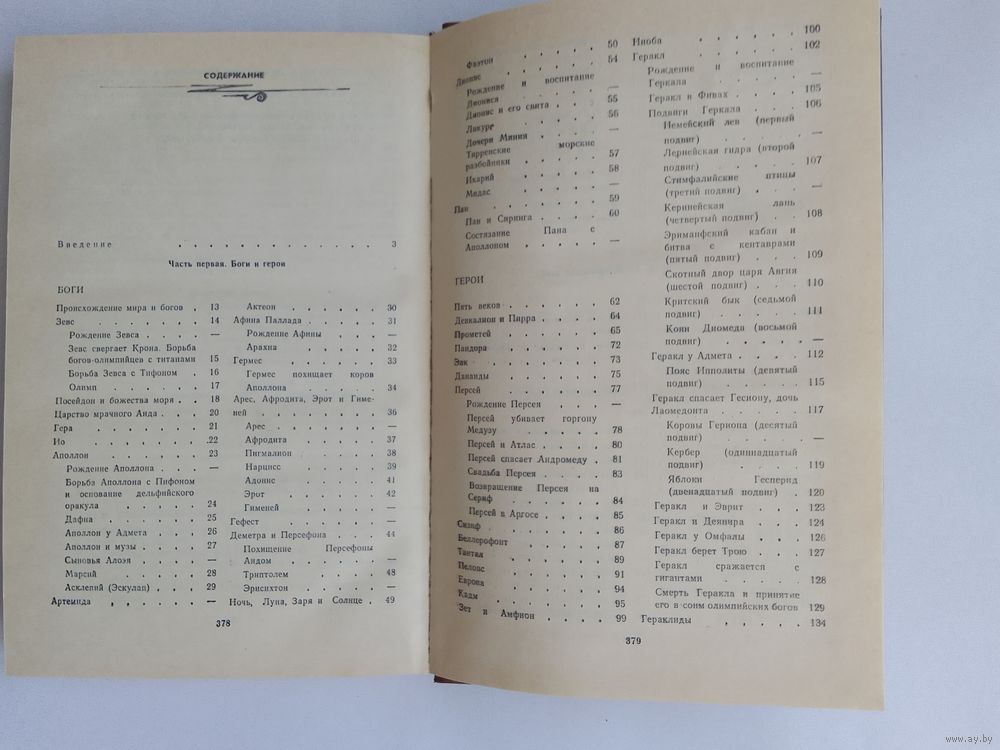 СОДЕРЖАНИЕ
Введение . . . . . . . . . . . . . 3
Часть первая. Боги и герои
БОГИ
Происхождение мира и богов . 13
Зевс . . . . . . . 14
Рождение Зевса . . . . —
Зевс свергает Крона. Борьба
богов-олимпийцев с титанами 15
Борьба Зевса с Тифоном . 16
Олимп . . . . . 17
Посейдон и божества моря . 18
Царство мрачного Аида . . 20
Гера . . . . . . . 21
Ио . . . . . . . 22
Аполлон . . . . . . 23
Рождение Аполлона . . . —
Борьба Аполлона с Пифоном
и основание дельфийского
оракула . . . . . 24
Дафна . . . . . 25
Аполлон у Адмета . . . 26
Аполлон и музы . . . . 27
Сыновья Алоэя . . . . —
Марсий . . . . . 28
Асклепий (Эскулап) . . . 29
Артемида . . . . . . —
Актеон . . . . . . 30
Афина Паллада . . . . . 31
Рождение Афины . . . . —
Арахна . . . . . . 32
Гермес . . . . . . . 33
Гермес похищает коров
Аполлона . . . . . 34
Арес, Афродита, Эрот и Гиме-
ней . . . . . . . 36
Арес . . . . . . —
Афродита . . . . . 37
Пигмалион . . . . . 38
Нарцисс . . . . . 39
Адонис . . . . . . 41
Эрот . . . . . . 42
Гименей . . . . . —
Гефест . . . . . . . —
Деметра и Персефона . . . 44
Похищение Персефоны
Аидом . . . . . . —
Триптолем . . . . . 48
Эрисихтон . . . . . —
Ночь, Луна, Заря и Солнце . 49
378
Фаэтон . . . . . . 50
Дионис . . . . . . 54
Рождение и воспитание
Диониса . . . . . —
Дионис и его свита . . . 55
Ликург . . . . . . 56
Дочери Миния . . . . —
Тирренские морские
разбойники . . . . . 57
Икарий . . . . . . 58
Мидас . . . . . . —
Пан . . . . . . . 59
Пан и Сиринга . . . . 60
Состязание Пана с
Аполлоном . . . . . —
ГЕРОИ
Пять веков . . . . . . 62
Девкалион и Пирра . . . . 64
Прометей . . . . . . 65
Пандора . . . . . . 72
Эак . . . . . . . 73
Данаиды . . . . . . 75
Персей . . . . . . . 77
Рождение Персея . . . —
Персей убивает горгону
Медузу . . . . . . 78
Персей и Атлас . . . . 80
Персей спасает Андромеду . 81
Свадьба Персея . . . . 83
Возвращение Персея на
Сериф . . . . . . 84
Персей в Аргосе . . . . 85
Сизиф . . . . . . . 86
Беллерофонт . . . . . 87
Тантал . . . . . . . 89
Пелопс . . . . . . . 91
Европа . . . . . . . 94
Кадм . . . . . . . 95
Зет и Амфион . . . . . 99
Ниоба . . . . . . 100
Геракл . . . . . . 102
Рождение и воспитание
Геракла . . . . . —
Геракл в Фивах . . . . 105
Подвиги Геракла . . . . 106
Немейский лев (первый
подвиг) . . . . . —
Лернейская гидра (второй
подвиг) . . . . . 107
Стимфалийские птицы
(третий подвиг) . . . —
Керинейская лань
(четвертый подвиг) . . 108
Эриманфский кабан и
битва с кентаврами
(пятый подвиг) . . . 109
Скотный двор царя Авгия
(шестой подвиг) . . . 110
Критский бык (седьмой
подвиг) . . . . . 111
Кони Диомеда (восьмой
подвиг) . . . . . —
Геракл у Адмета . . . . 112
Пояс Ипполиты (девятый
подвиг) . . . . . 115
Геракл спасает Гесиону, дочь
Лаомедонта . . . . . 117
Коровы Гериона (десятый
подвиг) . . . . . —
Кербер (одиннадцатый
подвиг) . . . . . 119
Яблоки Гесперид
(двенадцатый подвиг) . 120
Геракл и Эврит . . . . 123
Геракл и Деянира . . . 124
Геракл у Омфалы . . . 126
Геракл берет Трою . . . 127
Геракл сражается с
гигантами . . . . . 128
Смерть Геракла и принятие
его в сонм олимпийских богов 129
Гераклиды . . . . . 134
379
www.ay.by